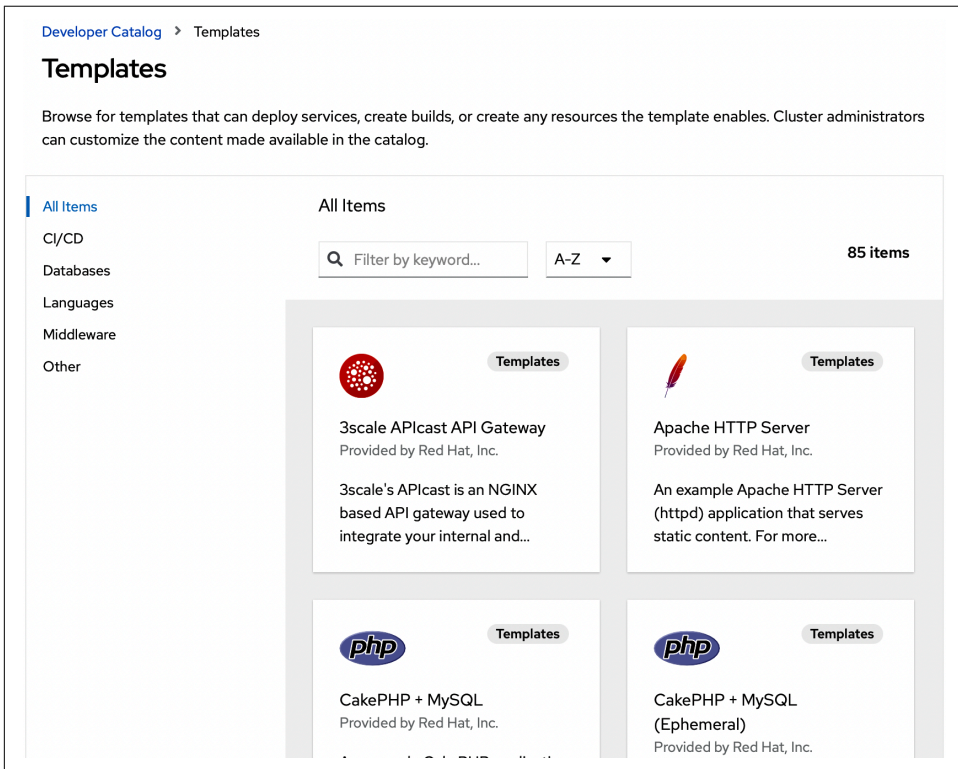 Developer Catalog > Templates
Templates
Browse for templates that can deploy services, create builds, or create any resources the template enables. Cluster administrators
can customize the content made available in the catalog.
All Items
CI/CD
Databases
Languages
Middleware
Other
All Items
Filter by keyword...
A-Z
85 items
Templates
3scale APIcast API Gateway
Provided by Red Hat, Inc.
3scale's APIcast is an NGINX
based API gateway used to
integrate your internal and...
Templates
Apache HTTP Server
Provided by Red Hat, Inc.
An example Apache HTTP Server
(httpd) application that serves
static content. For more...
php
Templates
CakePHP + MySQL
Provided by Red Hat, Inc.
php
Templates
CakePHP + MySQL
(Ephemeral)
Provided by Red Hat, Inc.